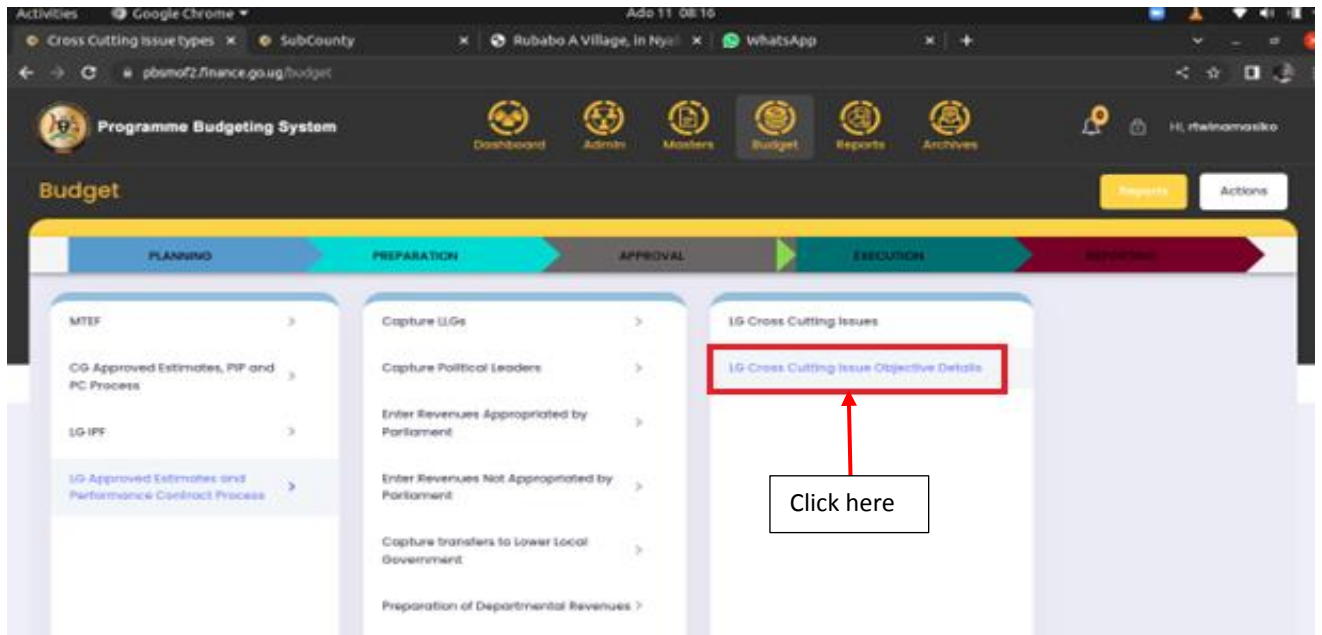 Activities Google Chrome Ado 11 08:16
Cross Cutting Issue types SubCounty Rubabo A Village, in Nya WhatsApp
pbsmof2.finance.go.ug/budget
Programme Budgeting System
Dashboard Admin Masters Budget Reports Archives
0
Hi, rtwinamasiko
Budget
Reports Actions
PLANNING PREPARATION APPROVAL EXECUTION REPORTING
MTEF
CG Approved Estimates, PIP and
PC Process
LG IPF
LG Approved Estimates and
Performance Contract Process
Capture LLGs
Capture Political Leaders
Enter Revenues Appropriated by
Parliament
Enter Revenues Not Appropriated by
Parliament
Capture transfers to Lower Local
Government
Preparation of Departmental Revenues
LG Cross Cutting Issues
LG Cross Cutting Issue Objective Details
Click here